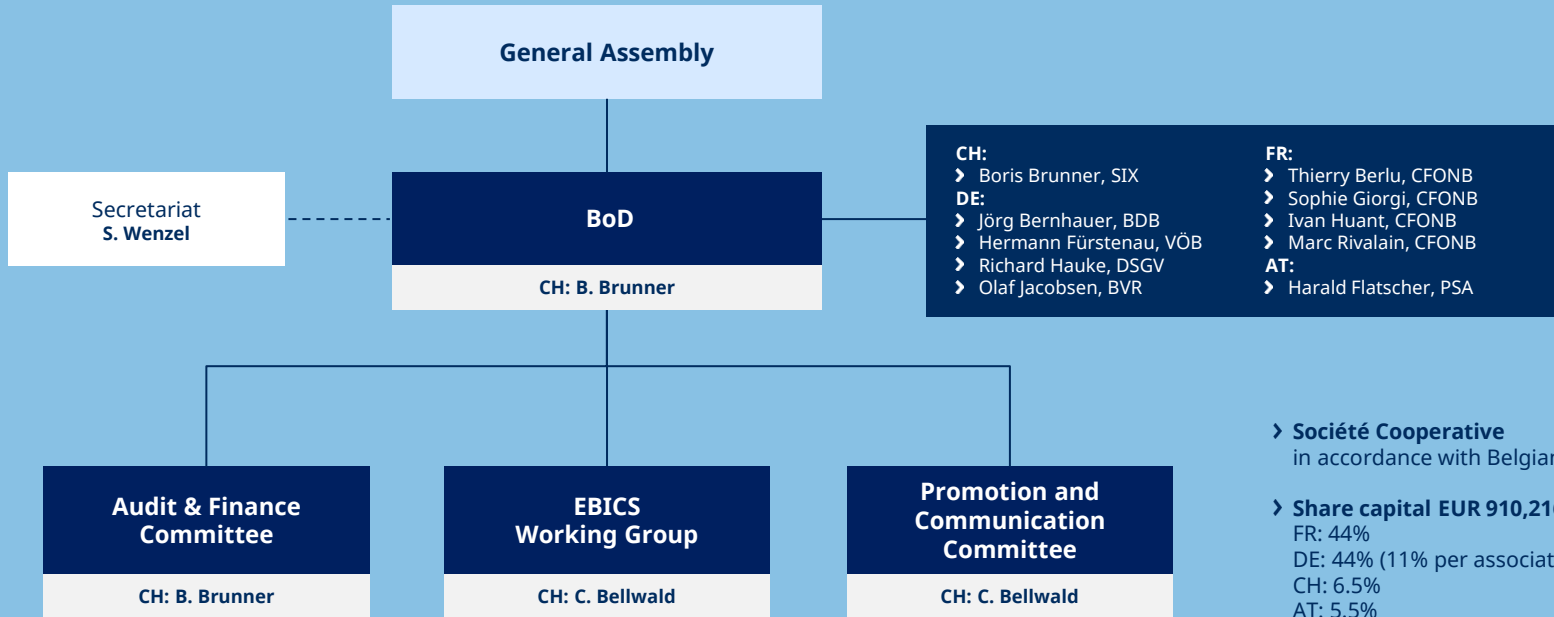 General Assembly
Secretariat
S. Wenzel
BoD
CH: B. Brunner
CH:
Boris Brunner, SIX
DE:
Jörg Bernhauer, BDB
Hermann Fürstenau, VÖB
Richard Hauke, DSGV
Olaf Jacobsen, BVR
FR:
Thierry Berlu, CFONB
Sophie Giorgi, CFONB
Ivan Huant, CFONB
Marc Rivalain, CFONB
AT:
Harald Flatscher, PSA
Audit & Finance
Committee
CH: B. Brunner
EBICS
Working Group
CH: C. Bellwald
Promotion and
Communication
Committee
CH: C. Bellwald
Société Cooperative
in accordance with
Share capital EUR
FR: 44%
DE: 44% (11% per
CH: 6.5%
AT: 5.5%